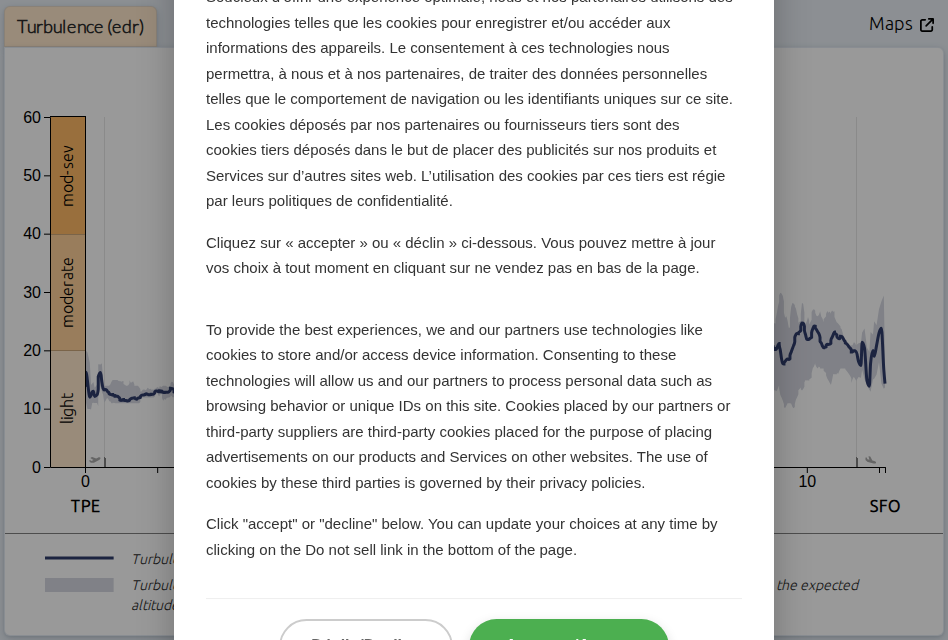 Turbulence (edr)
Maps
technologies telles que les cookies pour enregistrer et/ou accéder aux
informations des appareils. Le consentement à ces technologies nous
permettra, à nous et à nos partenaires, de traiter des données personnelles
telles que le comportement de navigation ou les identifiants uniques sur ce site.
Les cookies déposés par nos partenaires ou fournisseurs tiers sont des
cookies tiers déposés dans le but de placer des publicités sur nos produits et
Services sur d’autres sites web. L’utilisation des cookies par ces tiers est régie
par leurs politiques de confidentialité.
Cliquez sur « accepter » ou « déclin » ci-dessous. Vous pouvez mettre à jour
vos choix à tout moment en cliquant sur ne vendez pas en bas de la page.
To provide the best experiences, we and our partners use technologies like
cookies to store and/or access device information. Consenting to these
technologies will allow us and our partners to process personal data such as
browsing behavior or unique IDs on this site. Cookies placed by our partners or
third-party suppliers are third-party cookies placed for the purpose of placing
advertisements on our products and Services on other websites. The use of
cookies by these third parties is governed by their privacy policies.
Click "accept" or "decline" below. You can update your choices at any time by
clicking on the Do not sell link in the bottom of the page.
60
50
40
30
20
10
0
mod-sev
moderate
light
0
10
TPE
SFO
the expected